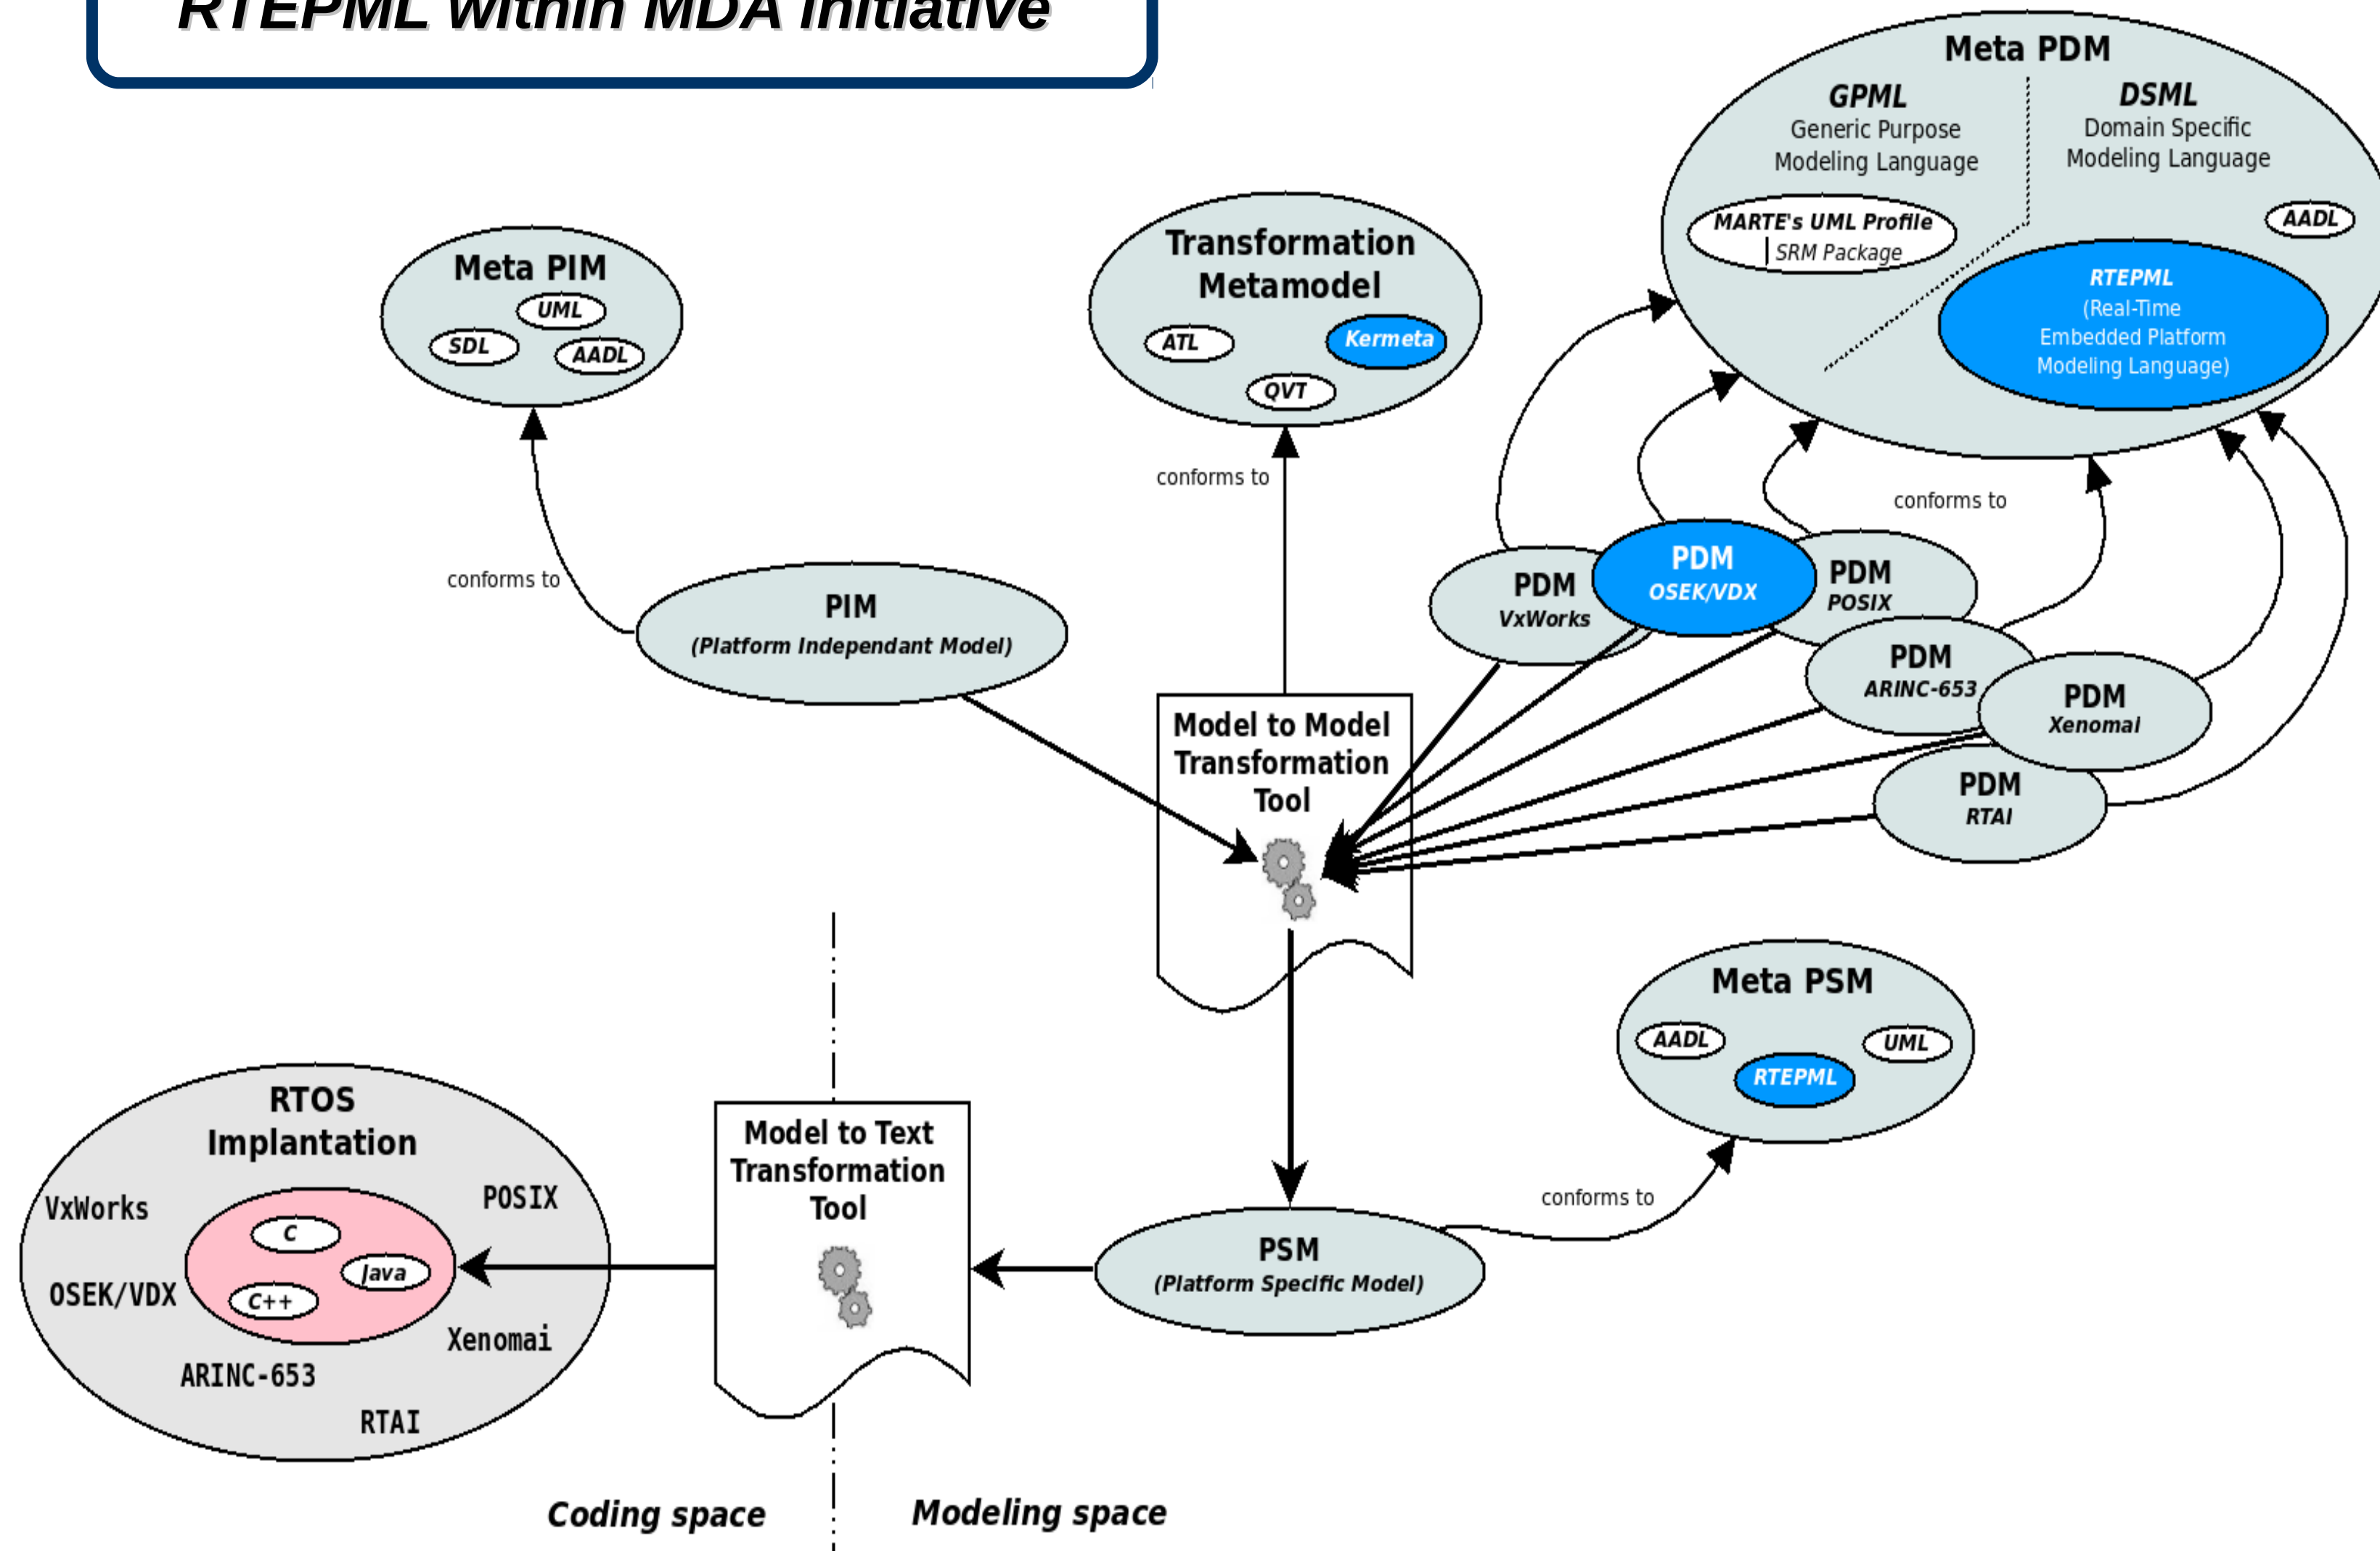 RTEPML within MDA initiative
Meta PDM
GPML
Generic Purpose
Modeling Language
DSML
Domain Specific
Modeling Language
MARTE's UML Profile
SRM Package
AADL
RTEPML
(Real-Time
Embedded Platform
Modeling Language)
Transformation
Metamodel
ATL
Kermeta
QVT
Meta PIM
UML
SDL
AADL
conforms to
conforms to
conforms to
PIM
(Platform Independant Model)
PDM
VxWorks
PDM
OSEK/VDX
PDM
POSIX
PDM
ARINC-653
PDM
Xenomai
PDM
RTAI
Model to Model
Transformation
Tool
Meta PSM
AADL
UML
RTEPML
conforms to
PSM
(Platform Specific Model)
Model to Text
Transformation
Tool
RTOS
Implantation
VxWorks
POSIX
C
Java
C++
OSEK/VDX
Xenomai
ARINC-653
RTAI
Coding space
Modeling space